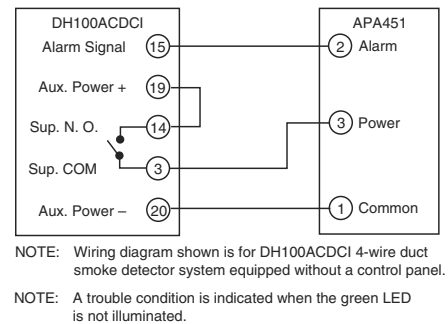 DH100ACDCI
APA451
Alarm Signal 15
2 Alarm
Aux. Power + 19
Sup. N. O. 14
3 Power
Sup. COM 3
Aux. Power – 20
1 Common
NOTE: Wiring diagram shown is for DH100ACDCI 4-wire duct
smoke detector system equipped without a control panel.
NOTE: A trouble condition is indicated when the green LED
is not illuminated.